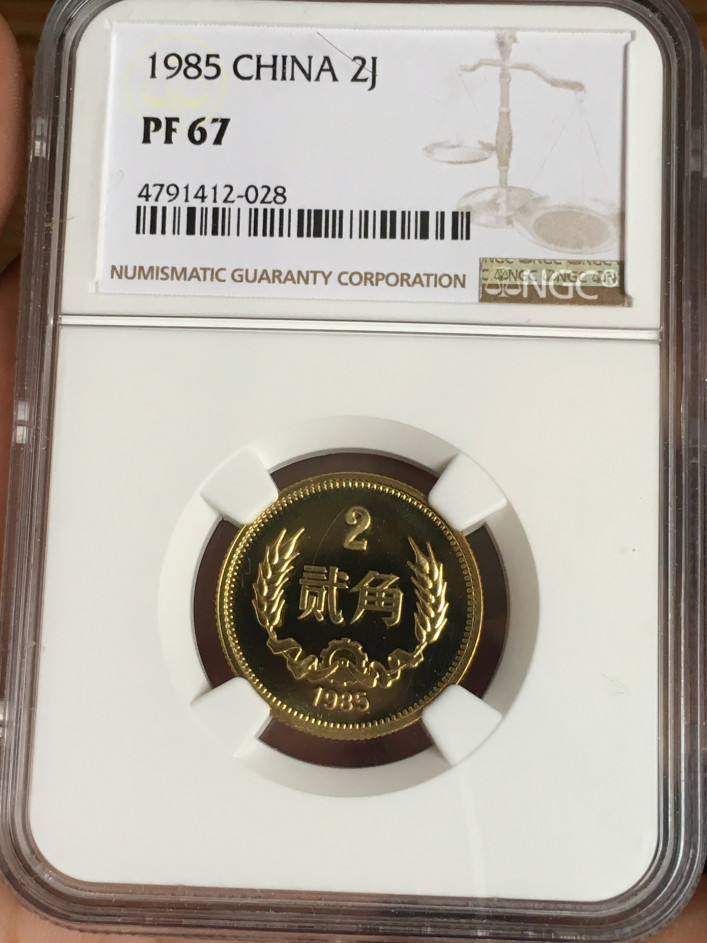 1985 CHINA 2J
PF 67
4791412-028
NUMISMATIC GUARANTY CORPORATION
NGC®
2
贰角
1985